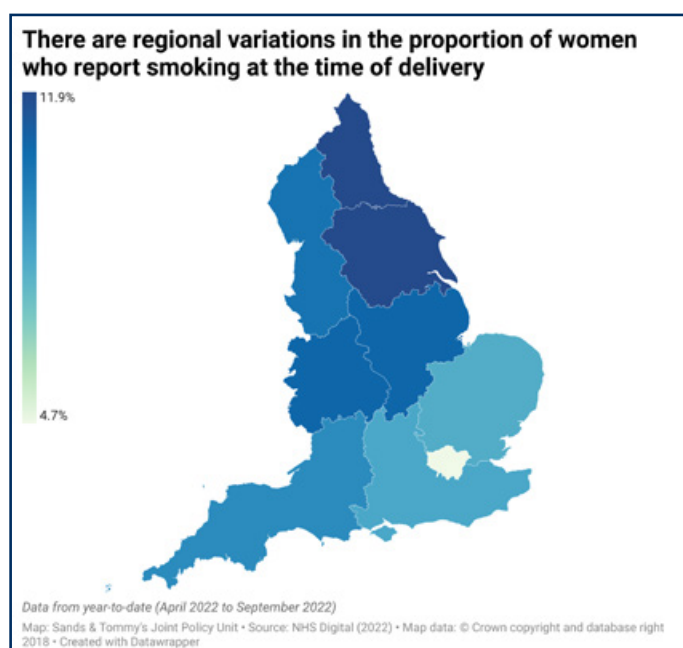 There are regional variations in the proportion of women
who report smoking at the time of delivery
11.9%
4.7%
Data from year-to-date (April 2022 to September 2022)
Map: Sands & Tommy's Joint Policy Unit • Source: NHS Digital (2022) • Map data: © Crown copyright and database right
2018 • Created with Datawrapper